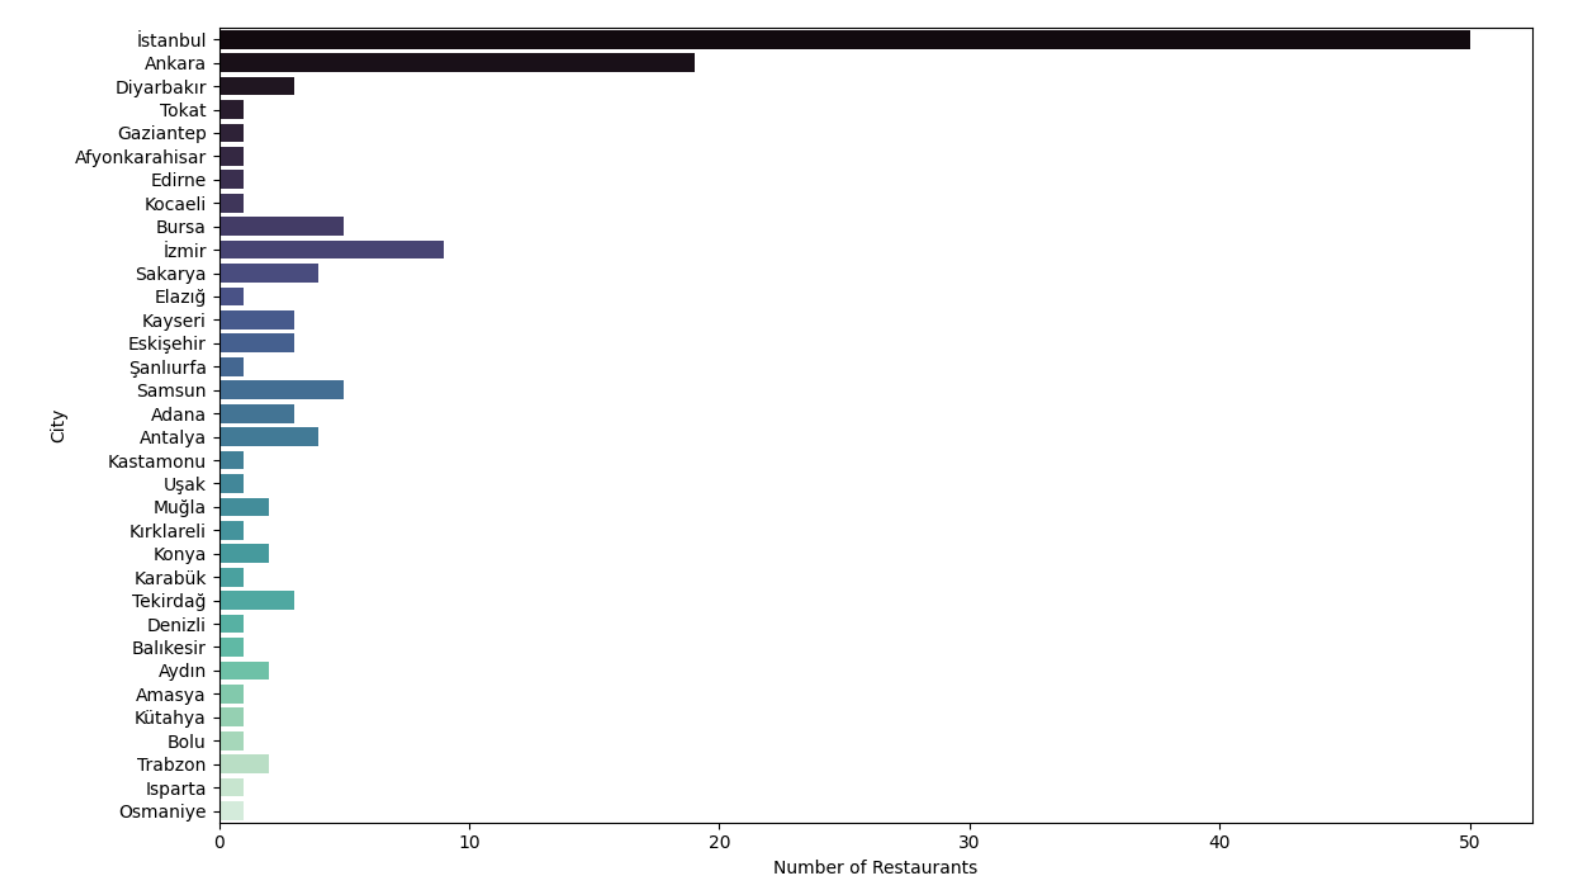 İstanbul
Ankara
Diyarbakır
Tokat
Gaziantep
Afyonkarahisar
Edirne
Kocaeli
Bursa
İzmir
Sakarya
Elazığ
Kayseri
Eskişehir
Şanlıurfa
Samsun
Adana
Antalya
Kastamonu
Uşak
Muğla
Kırklareli
Konya
Karabük
Tekirdağ
Denizli
Balıkesir
Aydın
Amasya
Kütahya
Bolu
Trabzon
Isparta
Osmaniye
City
0 10 20 30 40 50
Number of Restaurants